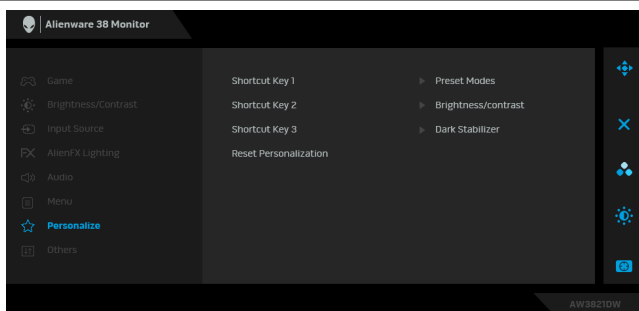 Alienware 38 Monitor
Game
Brightness/Contrast
Input Source
AlienFX Lighting
Audio
Menu
Personalize
Others
Shortcut Key 1 Preset Modes
Shortcut Key 2 Brightness/contrast
Shortcut Key 3 Dark Stabilizer
Reset Personalization
AW3821DW